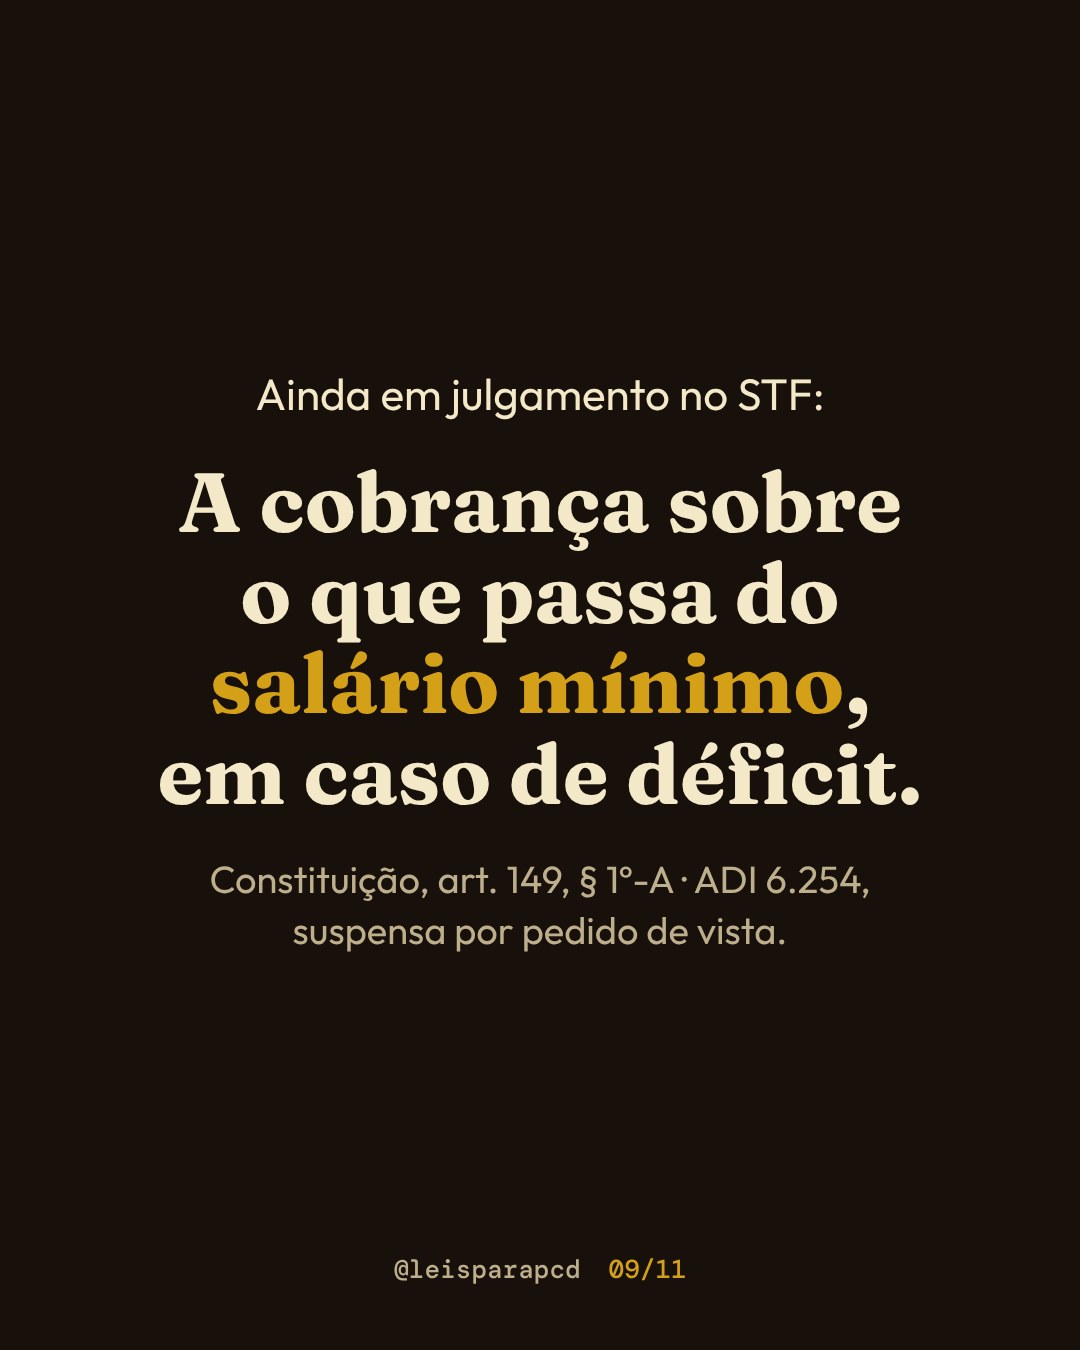 Ainda em julgamento no STF:
A cobrança sobre
o que passa do
salário mínimo,
em caso de déficit.
Constituição, art. 149, § 1º-A · ADI 6.254,
suspensa por pedido de vista.
@leisparapcd 09/11